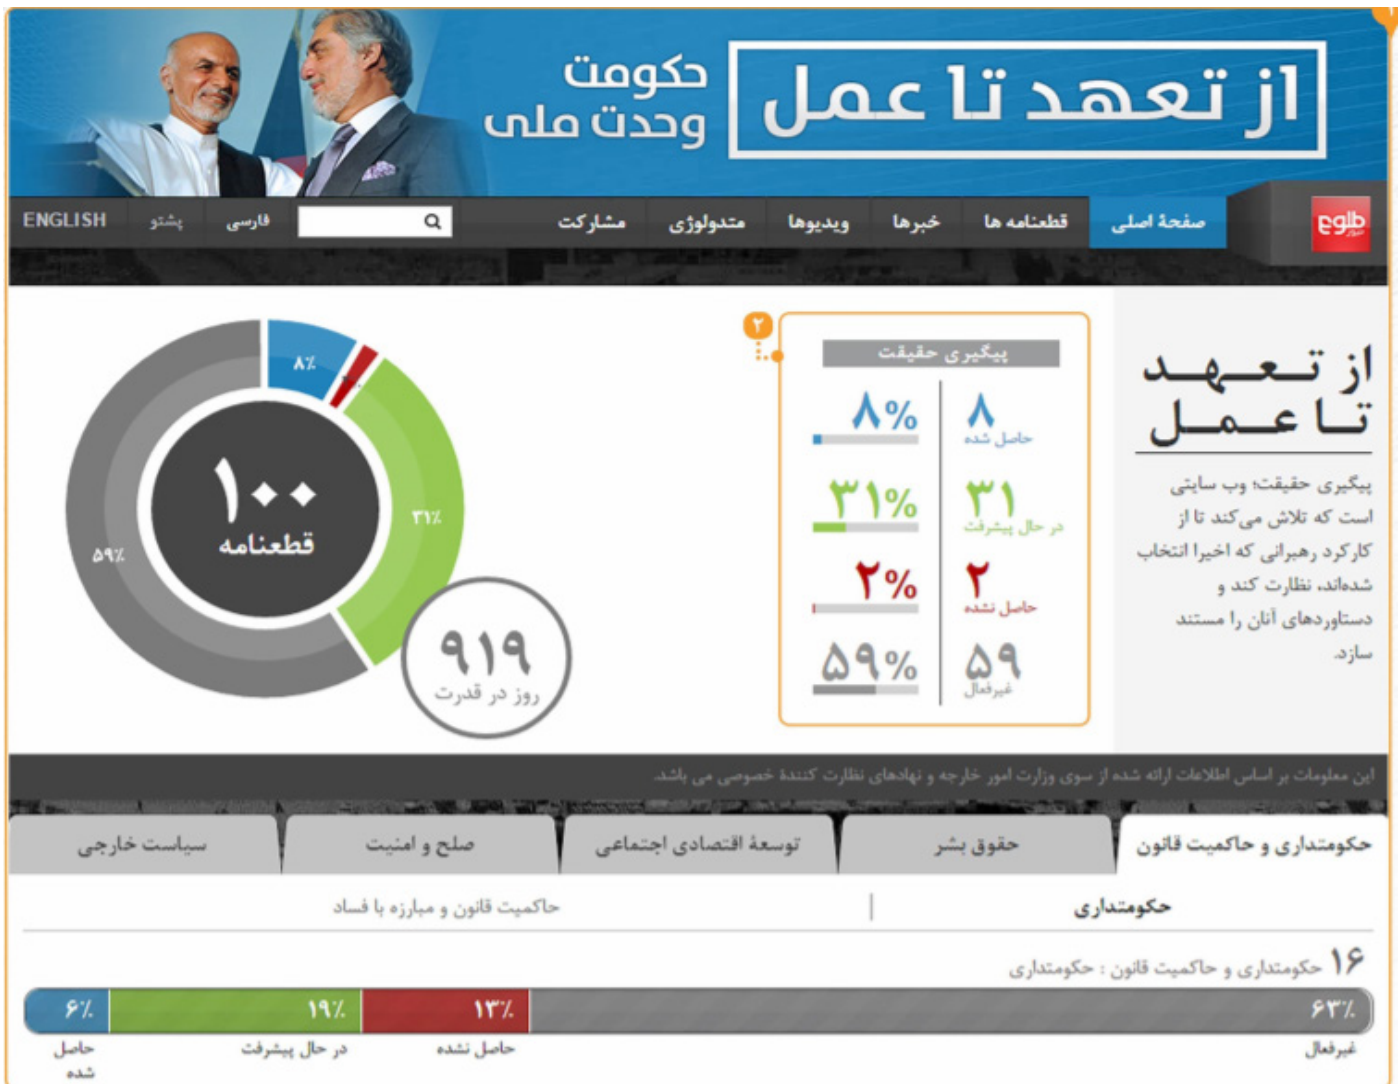 ۱
از تعهد تا عمل
حکومت
وحدت ملی
طلوع
صفحهٔ اصلی
قطعنامه ها
خبرها
ویدیوها
متدولوژی
مشارکت
فارسی
پشتو
ENGLISH
از تعهد
تا عمل
پیگیری حقیقت؛ وب سایتی
است که تلاش می‌کند تا از
کارکرد رهبرانی که اخیرا انتخاب
شده‌اند، نظارت کند و
دستاوردهای آنان را مستند
سازد.
۲
پیگیری حقیقت
۸
حاصل شده
۸%
۳۱
در حال پیشرفت
۳۱%
۲
حاصل نشده
۲%
۵۹
غیرفعال
۵۹%
۸٪
۳۱٪
۵۹٪
۱۰۰
قطعنامه
۹۱۹
روز در قدرت
این معلومات بر اساس اطلاعات ارائه شده از سوی وزارت امور خارجه و نهادهای نظارت کنندهٔ خصوصی می باشد.
حکومتداری و حاکمیت قانون
حقوق بشر
توسعهٔ اقتصادی اجتماعی
صلح و امنیت
سیاست خارجی
حکومتداری
حاکمیت قانون و مبارزه با فساد
۱۶ حکومتداری و حاکمیت قانون : حکومتداری
۶۳٪
۱۳٪
۱۹٪
۶٪
غیرفعال
حاصل نشده
در حال پیشرفت
حاصل
شده